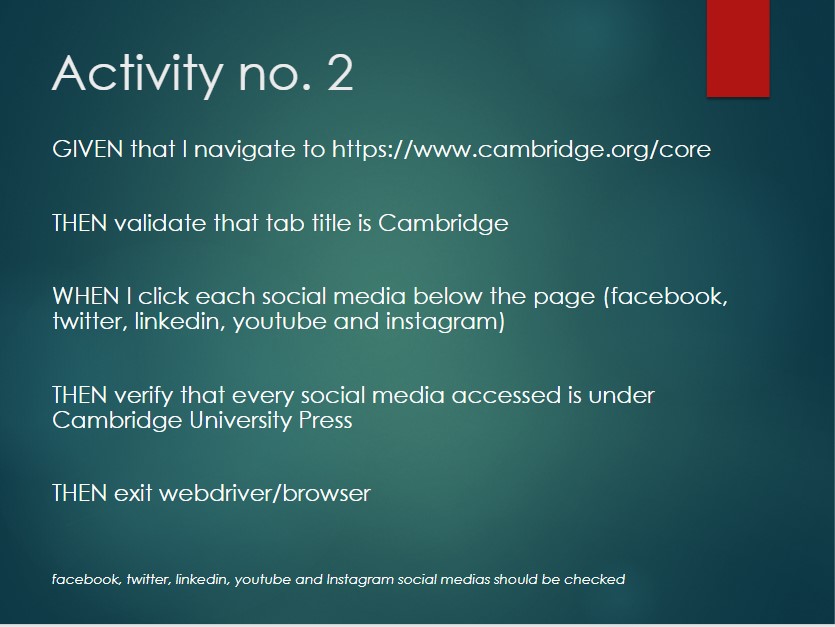 Activity no. 2
GIVEN that I navigate to https://www.cambridge.org/core
THEN validate that tab title is Cambridge
WHEN I click each social media below the page (facebook,
twitter, linkedin, youtube and instagram)
THEN verify that every social media accessed is under
Cambridge University Press
THEN exit webdriver/browser
facebook, twitter, linkedin, youtube and Instagram social medias should be checked